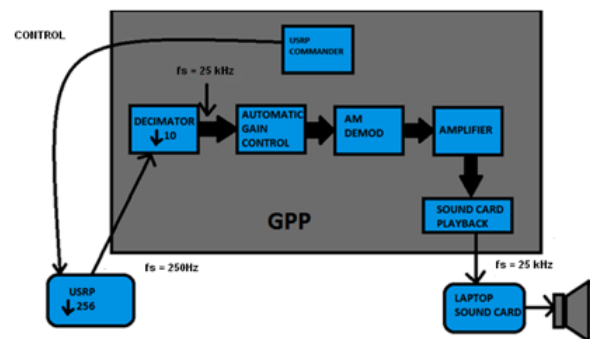 CONTROL
USRP
COMMANDER
fs = 25 kHz
DECIMATOR
↓10
AUTOMATIC
GAIN
CONTROL
AM
DEMOD
AMPLIFIER
SOUND CARD
PLAYBACK
GPP
fs = 250Hz
fs = 25 kHz
USRP
↓256
LAPTOP
SOUND CARD